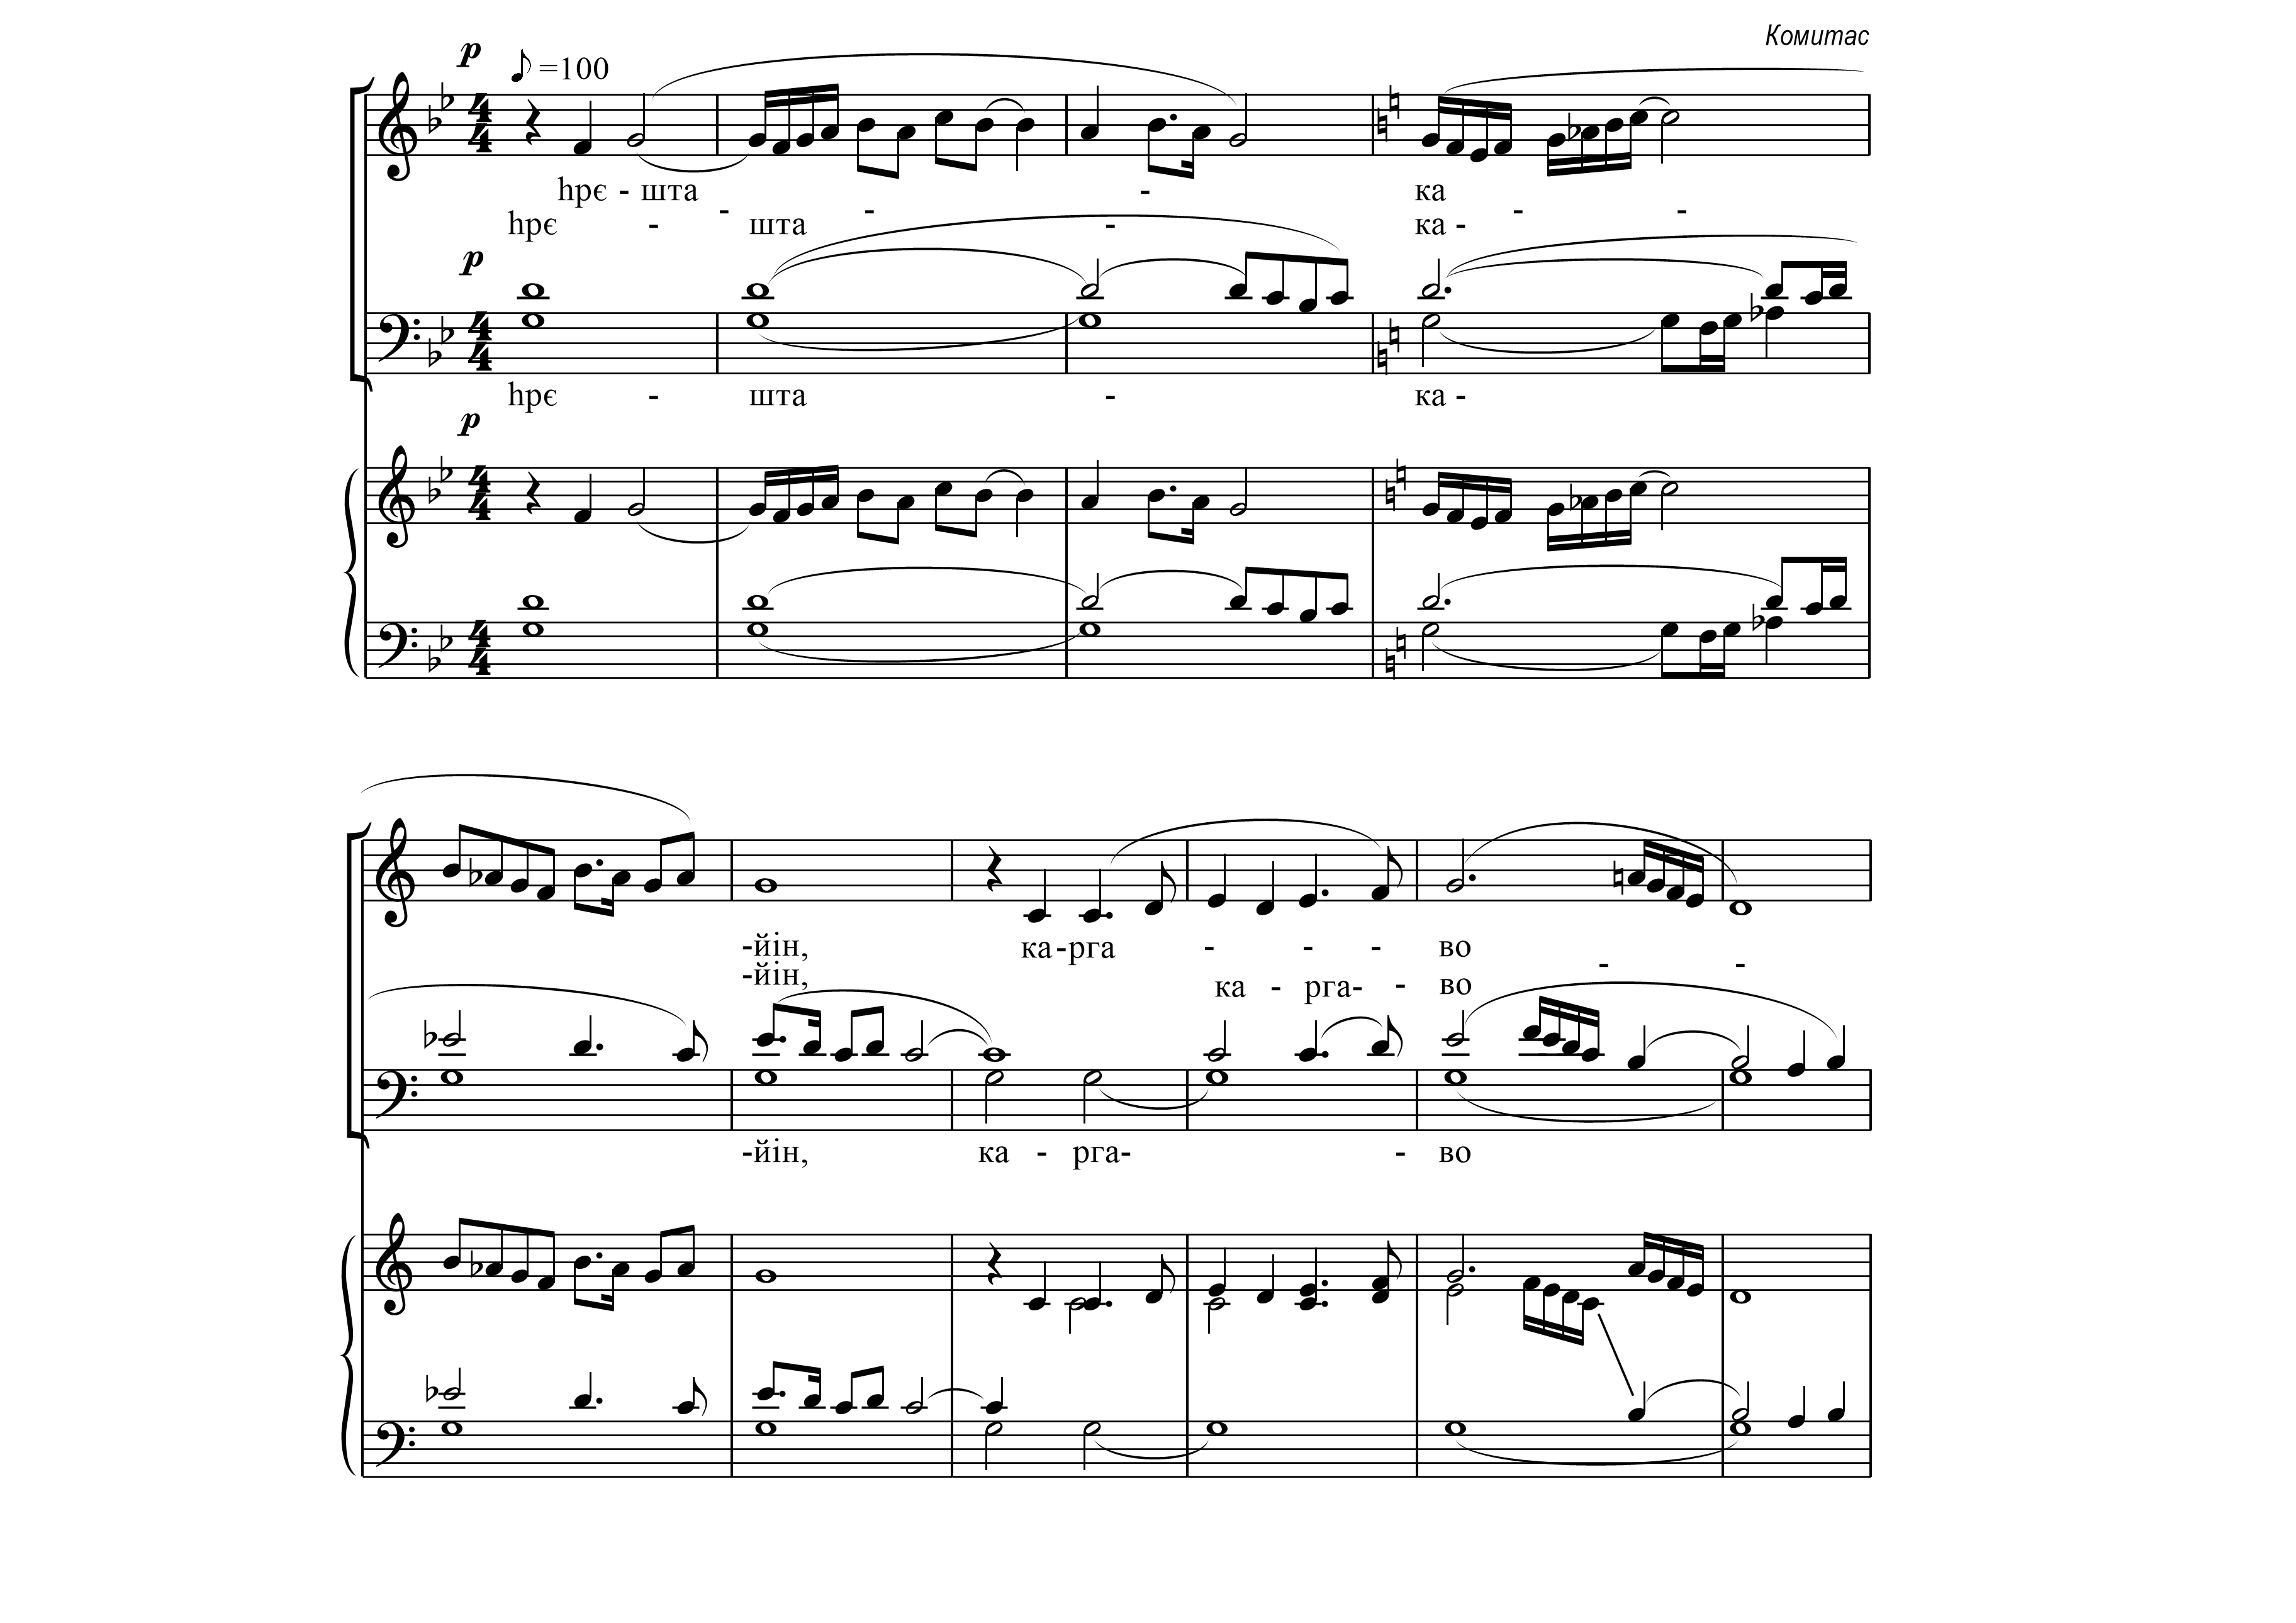 Комитас
p ♪=100
hрє - шта - - - ка - -
hрє - шта - ка -
p
hрє - шта - ка -
p
-йін, ка-рга - - - во - -
-йін, ка - рга- - во
-йін, ка - рга- - во